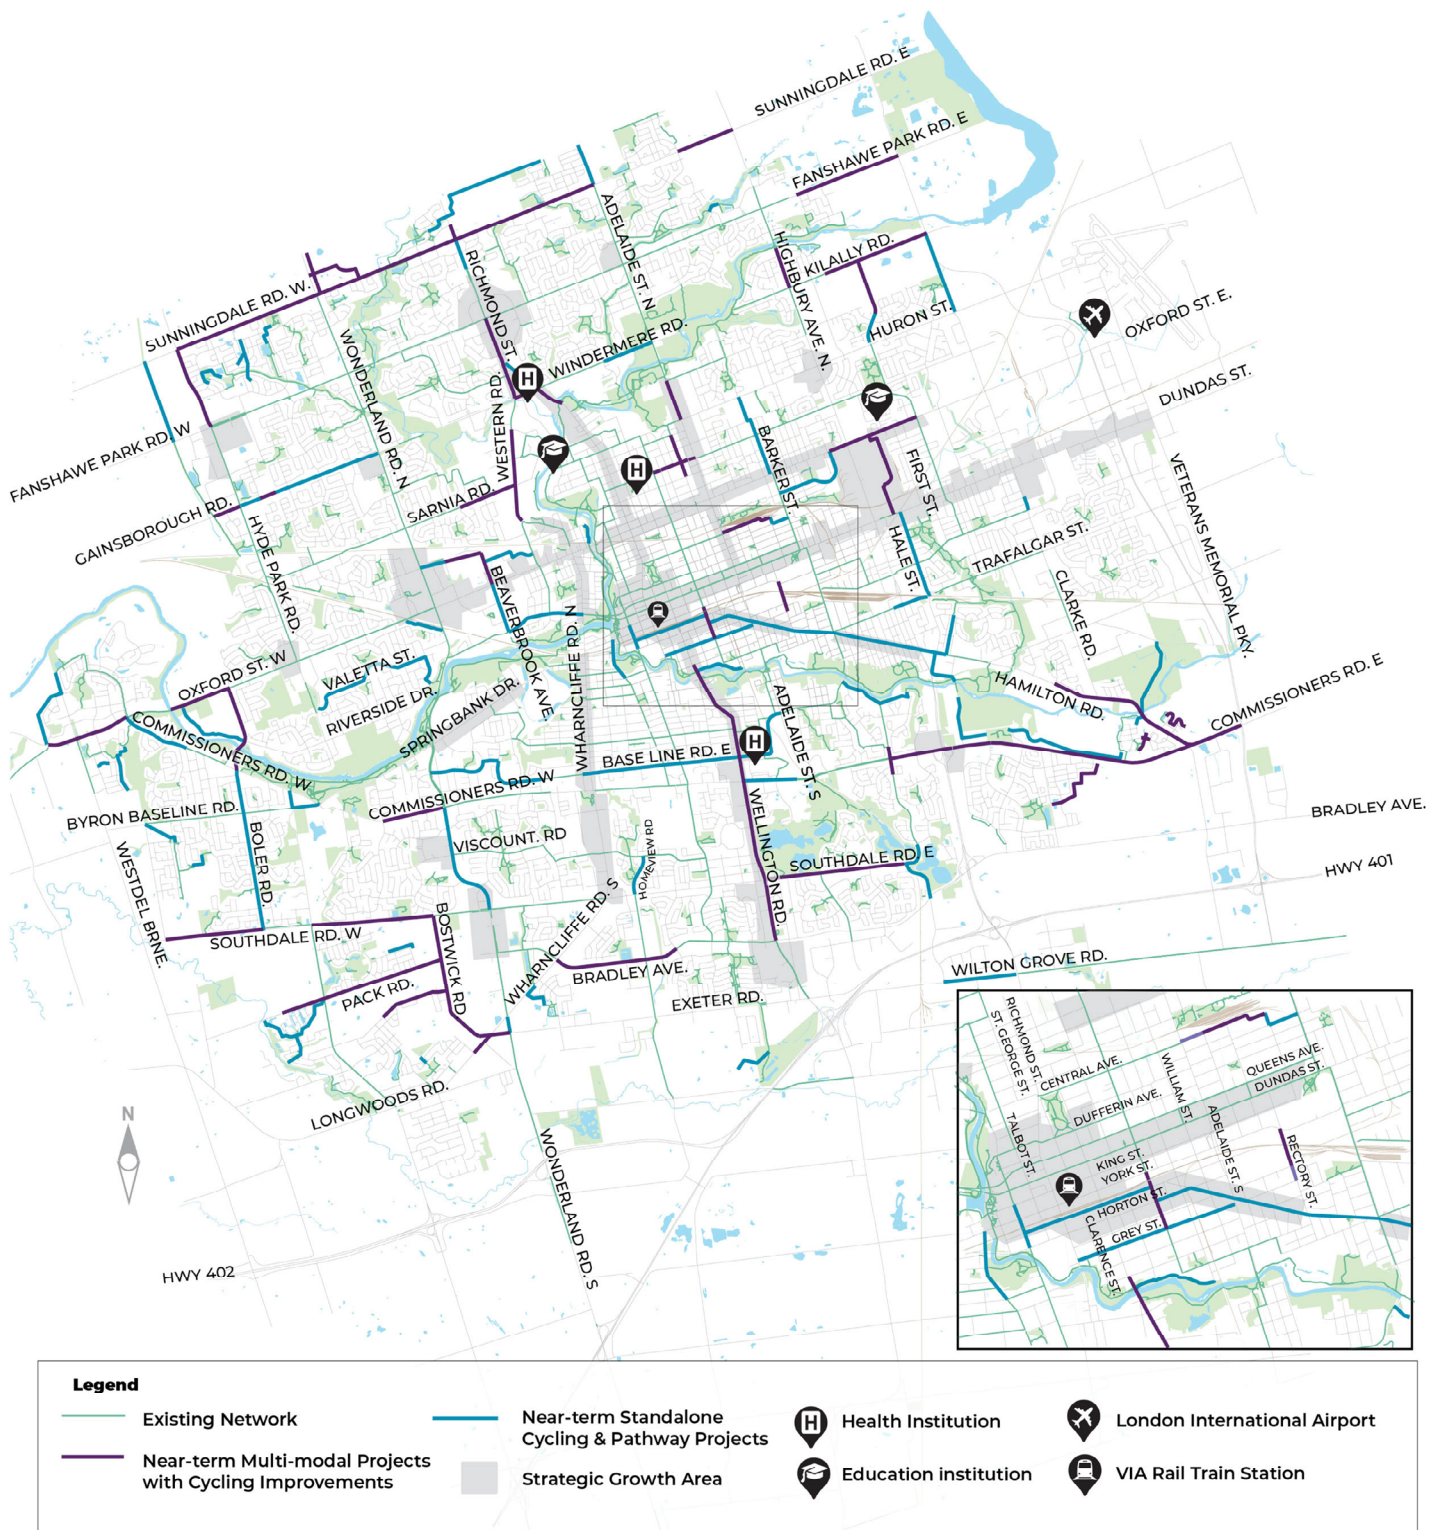 SUNNINGDALE RD. E
FANSHAWE PARK RD. E
ADELAIDE ST. N
HIGHBURY AVE. N.
KILALLY RD.
RICHMOND ST.
SUNNINGDALE RD. W.
HURON ST.
OXFORD ST. E.
WINDERMERE RD.
WONDERLAND RD. N
DUNDAS ST.
WESTERN RD.
FANSHAWE PARK RD. W
BARKER ST.
FIRST ST.
VETERANS MEMORIAL PKY.
SARNIA RD.
GAINSBOROUGH RD.
HYDE PARK RD.
HALE ST.
TRAFALGAR ST.
CLARKE RD.
BEAVERBROOK AVE.
WHARNCLIFFE RD. N
OXFORD ST. W
VALETTA ST.
RIVERSIDE DR.
SPRINGBANK DR.
HAMILTON RD.
COMMISSIONERS RD. E
ADELAIDE ST. S
COMMISSIONERS RD. W
BASE LINE RD. E
COMMISSIONERS RD. W
BYRON BASELINE RD.
BRADLEY AVE.
WELLINGTON RD.
VISCOUNT. RD
HOMEVIEW RD
SOUTHDALE RD. E
HWY 401
BOLER RD.
WESTDEL BRNE.
WHARNCLIFFE RD. S
SOUTHDALE RD. W
BOSTWICK RD
BRADLEY AVE.
WILTON GROVE RD.
PACK RD.
EXETER RD.
LONGWOODS RD.
WONDERLAND RD. S
HWY 402
N
RICHMOND ST.
ST. GEORGE ST.
CENTRAL AVE.
WILLIAM ST.
QUEENS AVE.
DUNDAS ST.
DUFFERIN AVE.
TALBOT ST.
ADELAIDE ST. S
RECTORY ST.
KING ST.
YORK ST.
HORTON ST.
GREY ST.
CLARENCE ST.
Legend
Existing Network
Near-term Multi-modal Projects
with Cycling Improvements
Near-term Standalone
Cycling & Pathway Projects
Strategic Growth Area
H
Health Institution
Education institution
London International Airport
VIA Rail Train Station
H
H
H